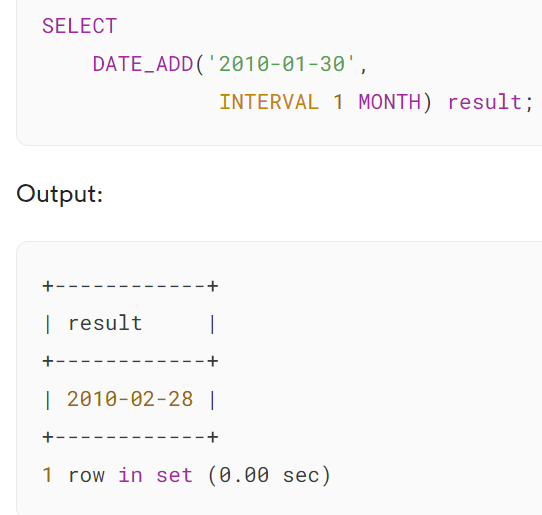 SELECT
    DATE_ADD('2010-01-30',
              INTERVAL 1 MONTH) result;
Output:
+------------+
| result     |
+------------+
| 2010-02-28 |
+------------+
1 row in set (0.00 sec)